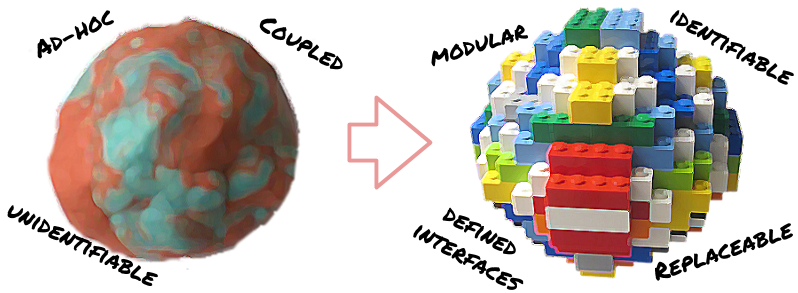 AD-HOC
COUPLED
UNIDENTIFIABLE
MODULAR
IDENTIFIABLE
DEFINED
INTERFACES
REPLACEABLE